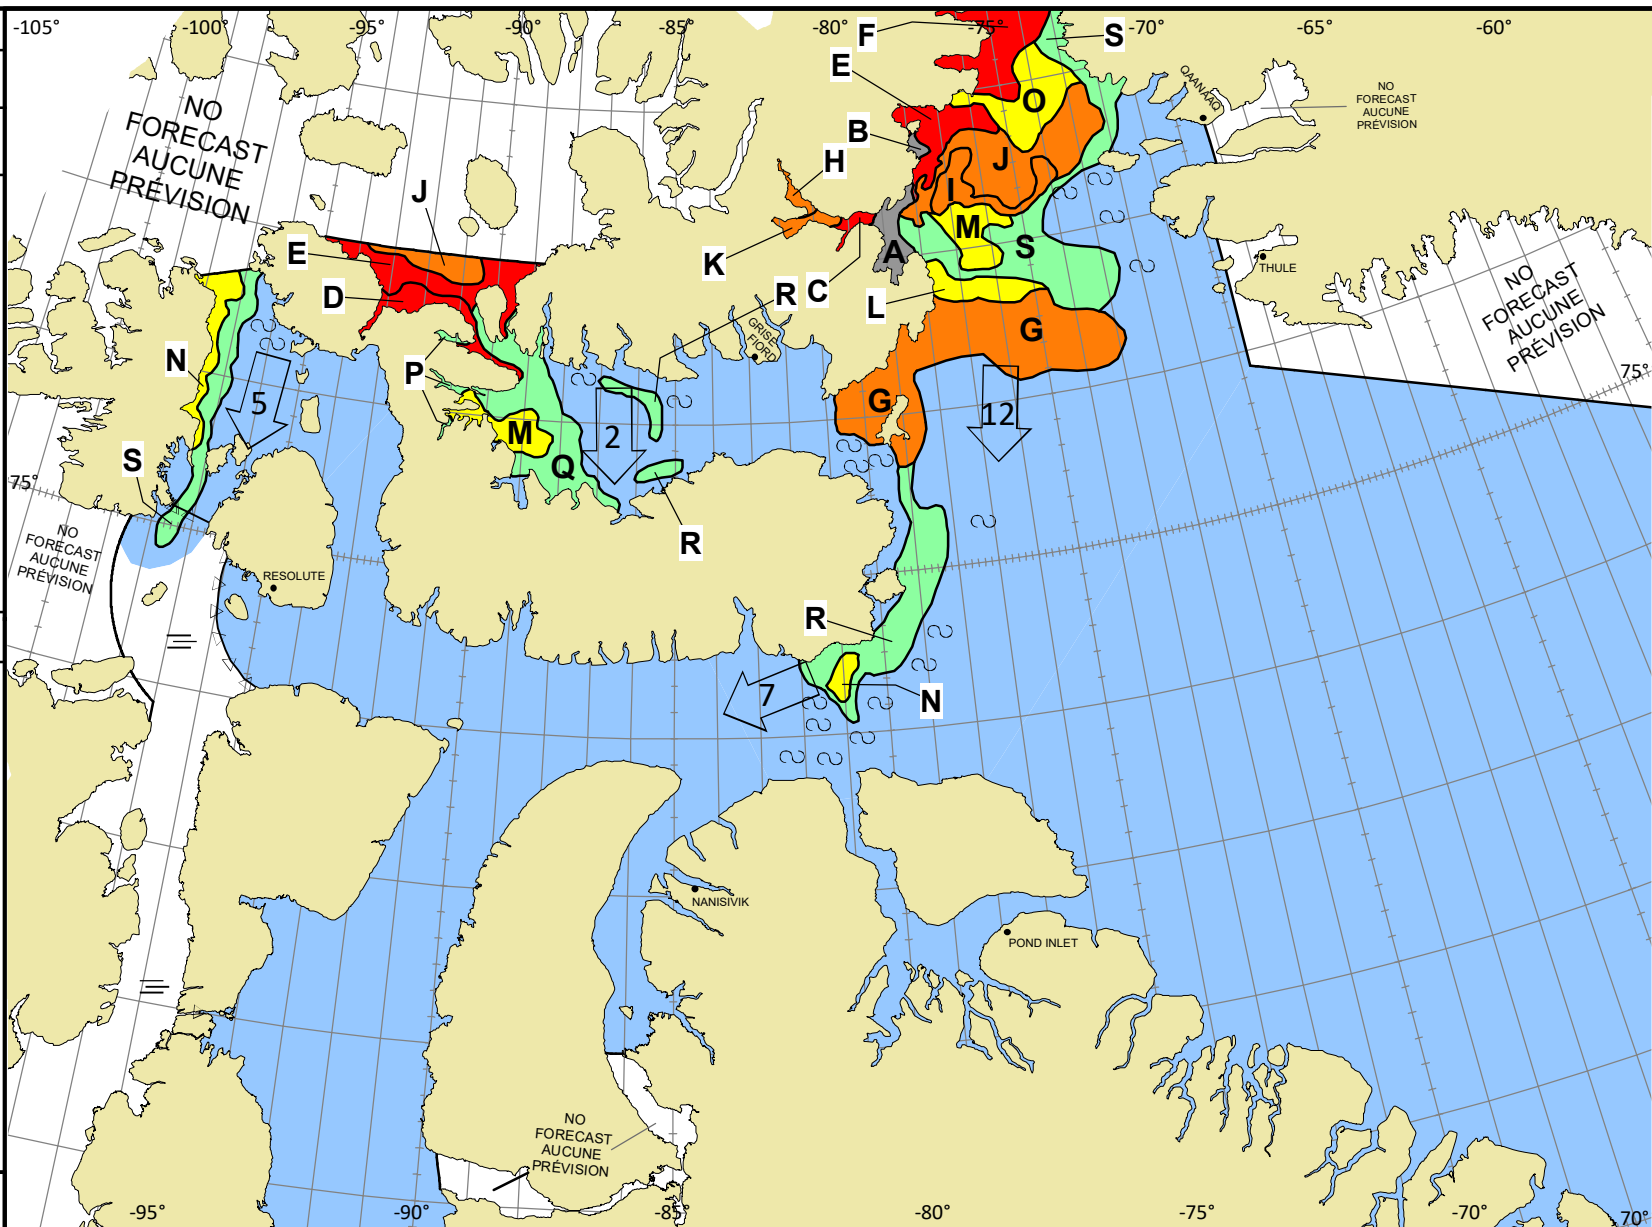 -105°
-100°
-95°
-90°
-85°
-80°
-75°
-70°
-65°
-60°
F
S
E
QAANAAQ
NO
FORECAST
AUCUNE
PRÉVISION
NO
FORECAST
AUCUNE
PRÉVISION
O
B
H
J
J
I
M
S
A
E
K
C
R
L
D
THULE
NO
FORECAST
AUCUNE
PRÉVISION
G
GRISE
FIORD
N
P
75°
5
G
12
M
2
Q
S
75°
R
NO
FORECAST
AUCUNE
PRÉVISION
RESOLUTE
R
7
N
NANISIVIK
POND INLET
NO
FORECAST
AUCUNE
PRÉVISION
-95°
-90°
-85°
-80°
-75°
-70°
70°